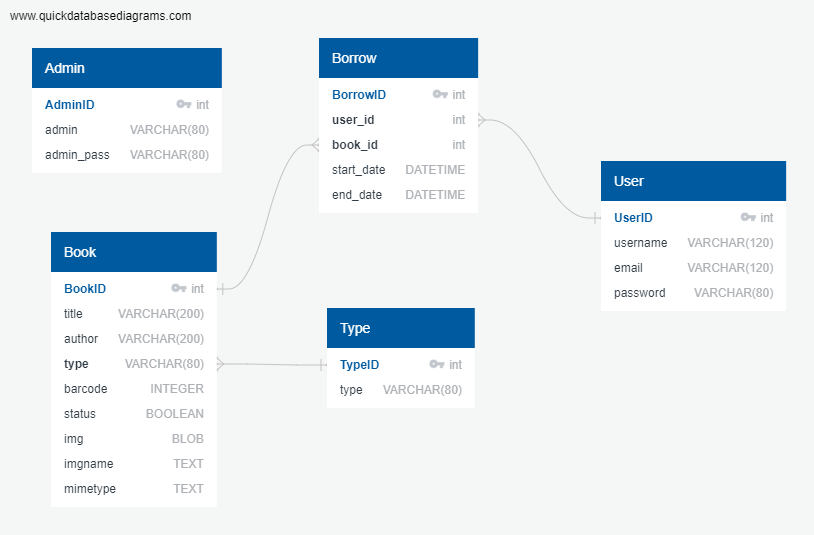 www.quickdatabasediagrams.com
Admin
AdminID int
admin VARCHAR(80)
admin_pass VARCHAR(80)
Borrow
BorrowID int
user_id int
book_id int
start_date DATETIME
end_date DATETIME
User
UserID int
username VARCHAR(120)
email VARCHAR(120)
password VARCHAR(80)
Book
BookID int
title VARCHAR(200)
author VARCHAR(200)
type VARCHAR(80)
barcode INTEGER
status BOOLEAN
img BLOB
imgname TEXT
mimetype TEXT
Type
TypeID int
type VARCHAR(80)